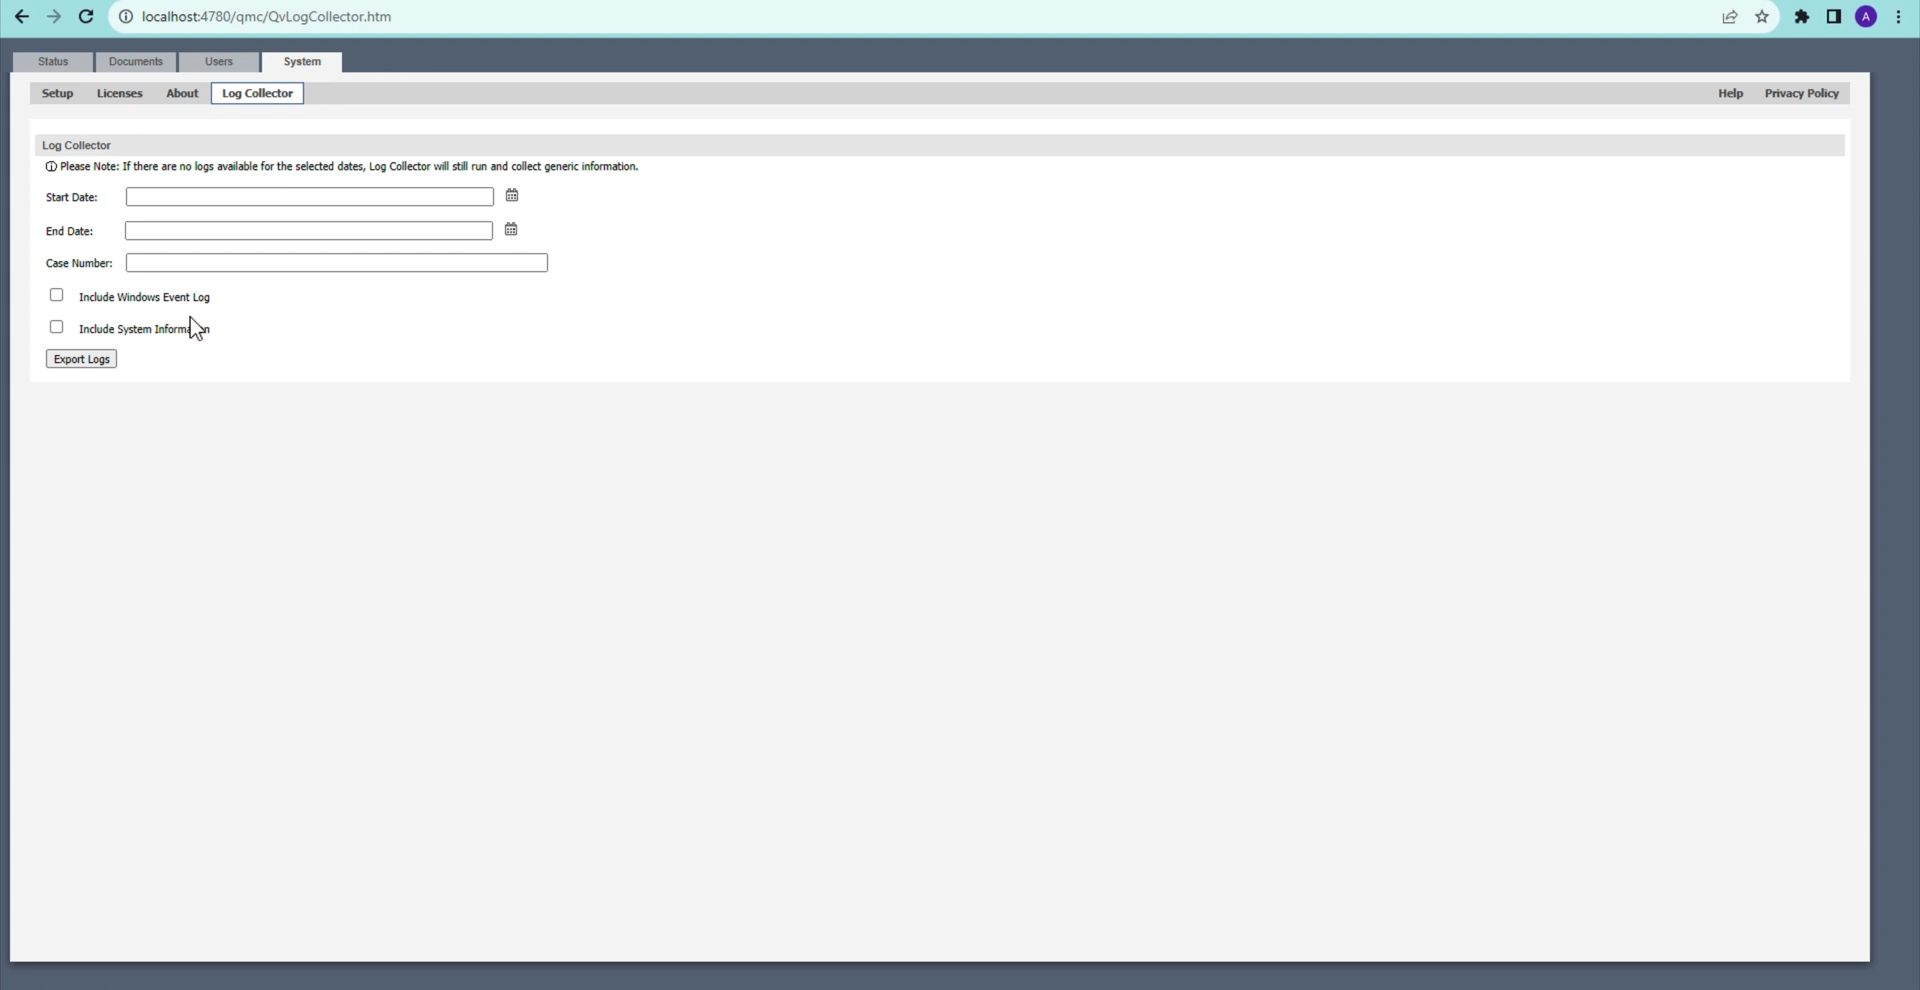 localhost:4780/qmc/QvLogCollector.htm
A
Status Documents Users System
Setup Licenses About Log Collector Help Privacy Policy
Log Collector
Please Note: If there are no logs available for the selected dates, Log Collector will still run and collect generic information.
Start Date:
End Date:
Case Number:
Include Windows Event Log
Include System
Export Logs